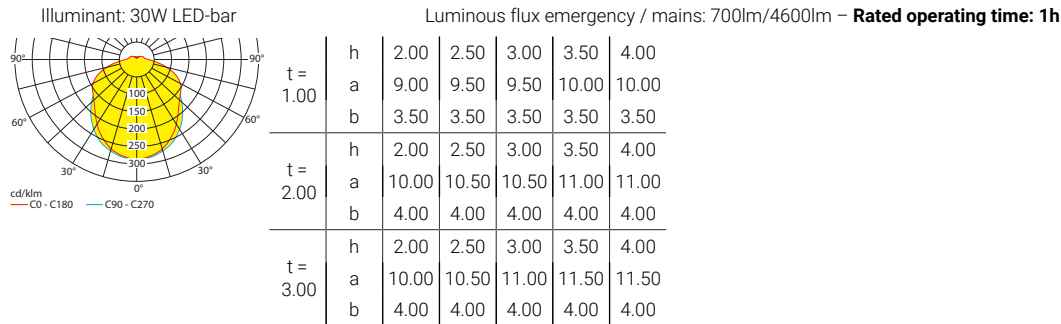 Illuminant: 30W LED-bar
Luminous flux emergency / mains: 700lm/4600lm – Rated operating time: 1h
90° 90°
100
150
60° 200 60°
250
300
30° 30°
0°
cd/klm
C0 - C180 C90 - C270
t = 1.00
h 2.00 2.50 3.00 3.50 4.00
a 9.00 9.50 9.50 10.00 10.00
b 3.50 3.50 3.50 3.50 3.50
t = 2.00
h 2.00 2.50 3.00 3.50 4.00
a 10.00 10.50 10.50 11.00 11.00
b 4.00 4.00 4.00 4.00 4.00
t = 3.00
h 2.00 2.50 3.00 3.50 4.00
a 10.00 10.50 11.00 11.50 11.50
b 4.00 4.00 4.00 4.00 4.00